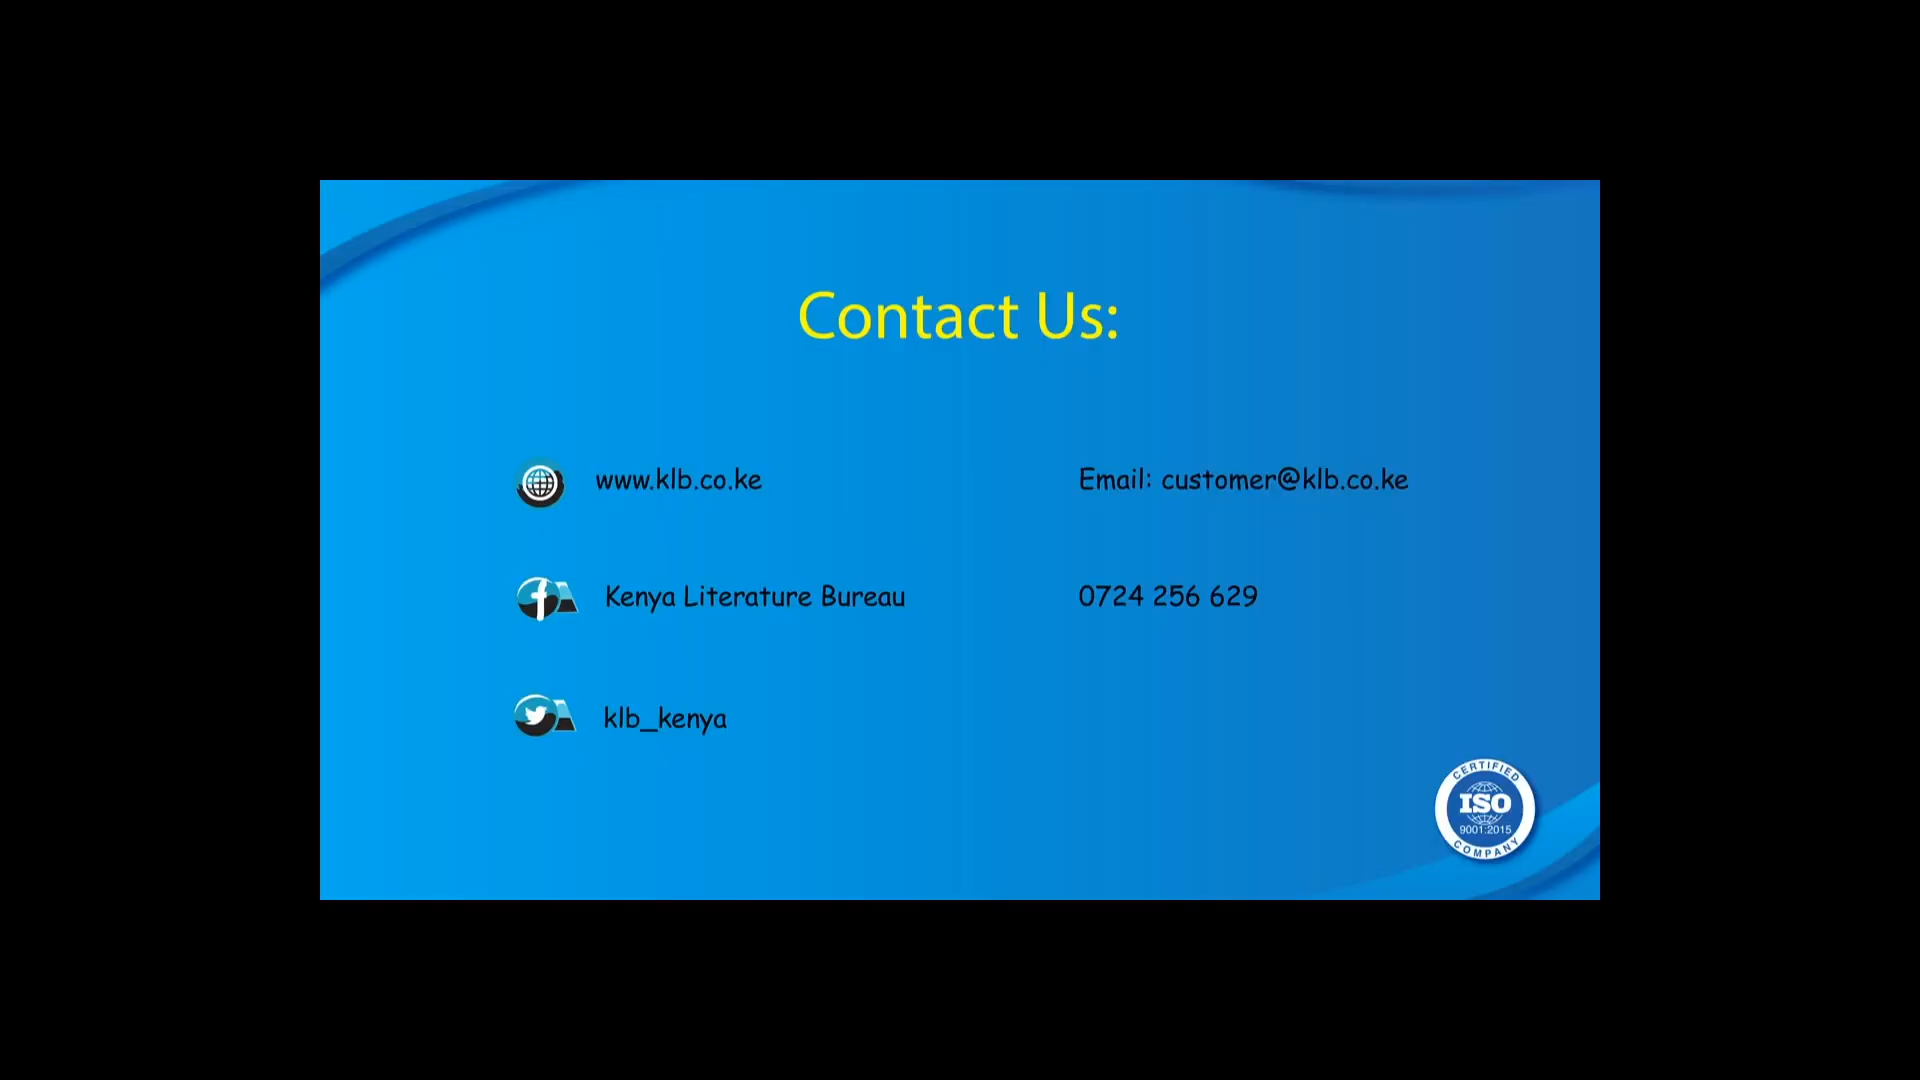 Contact Us:
www.klb.co.ke
Email: customer@klb.co.ke
Kenya Literature Bureau
0724 256 629
klb_kenya
CERTIFIED
ISO
9001:2015
COMPANY